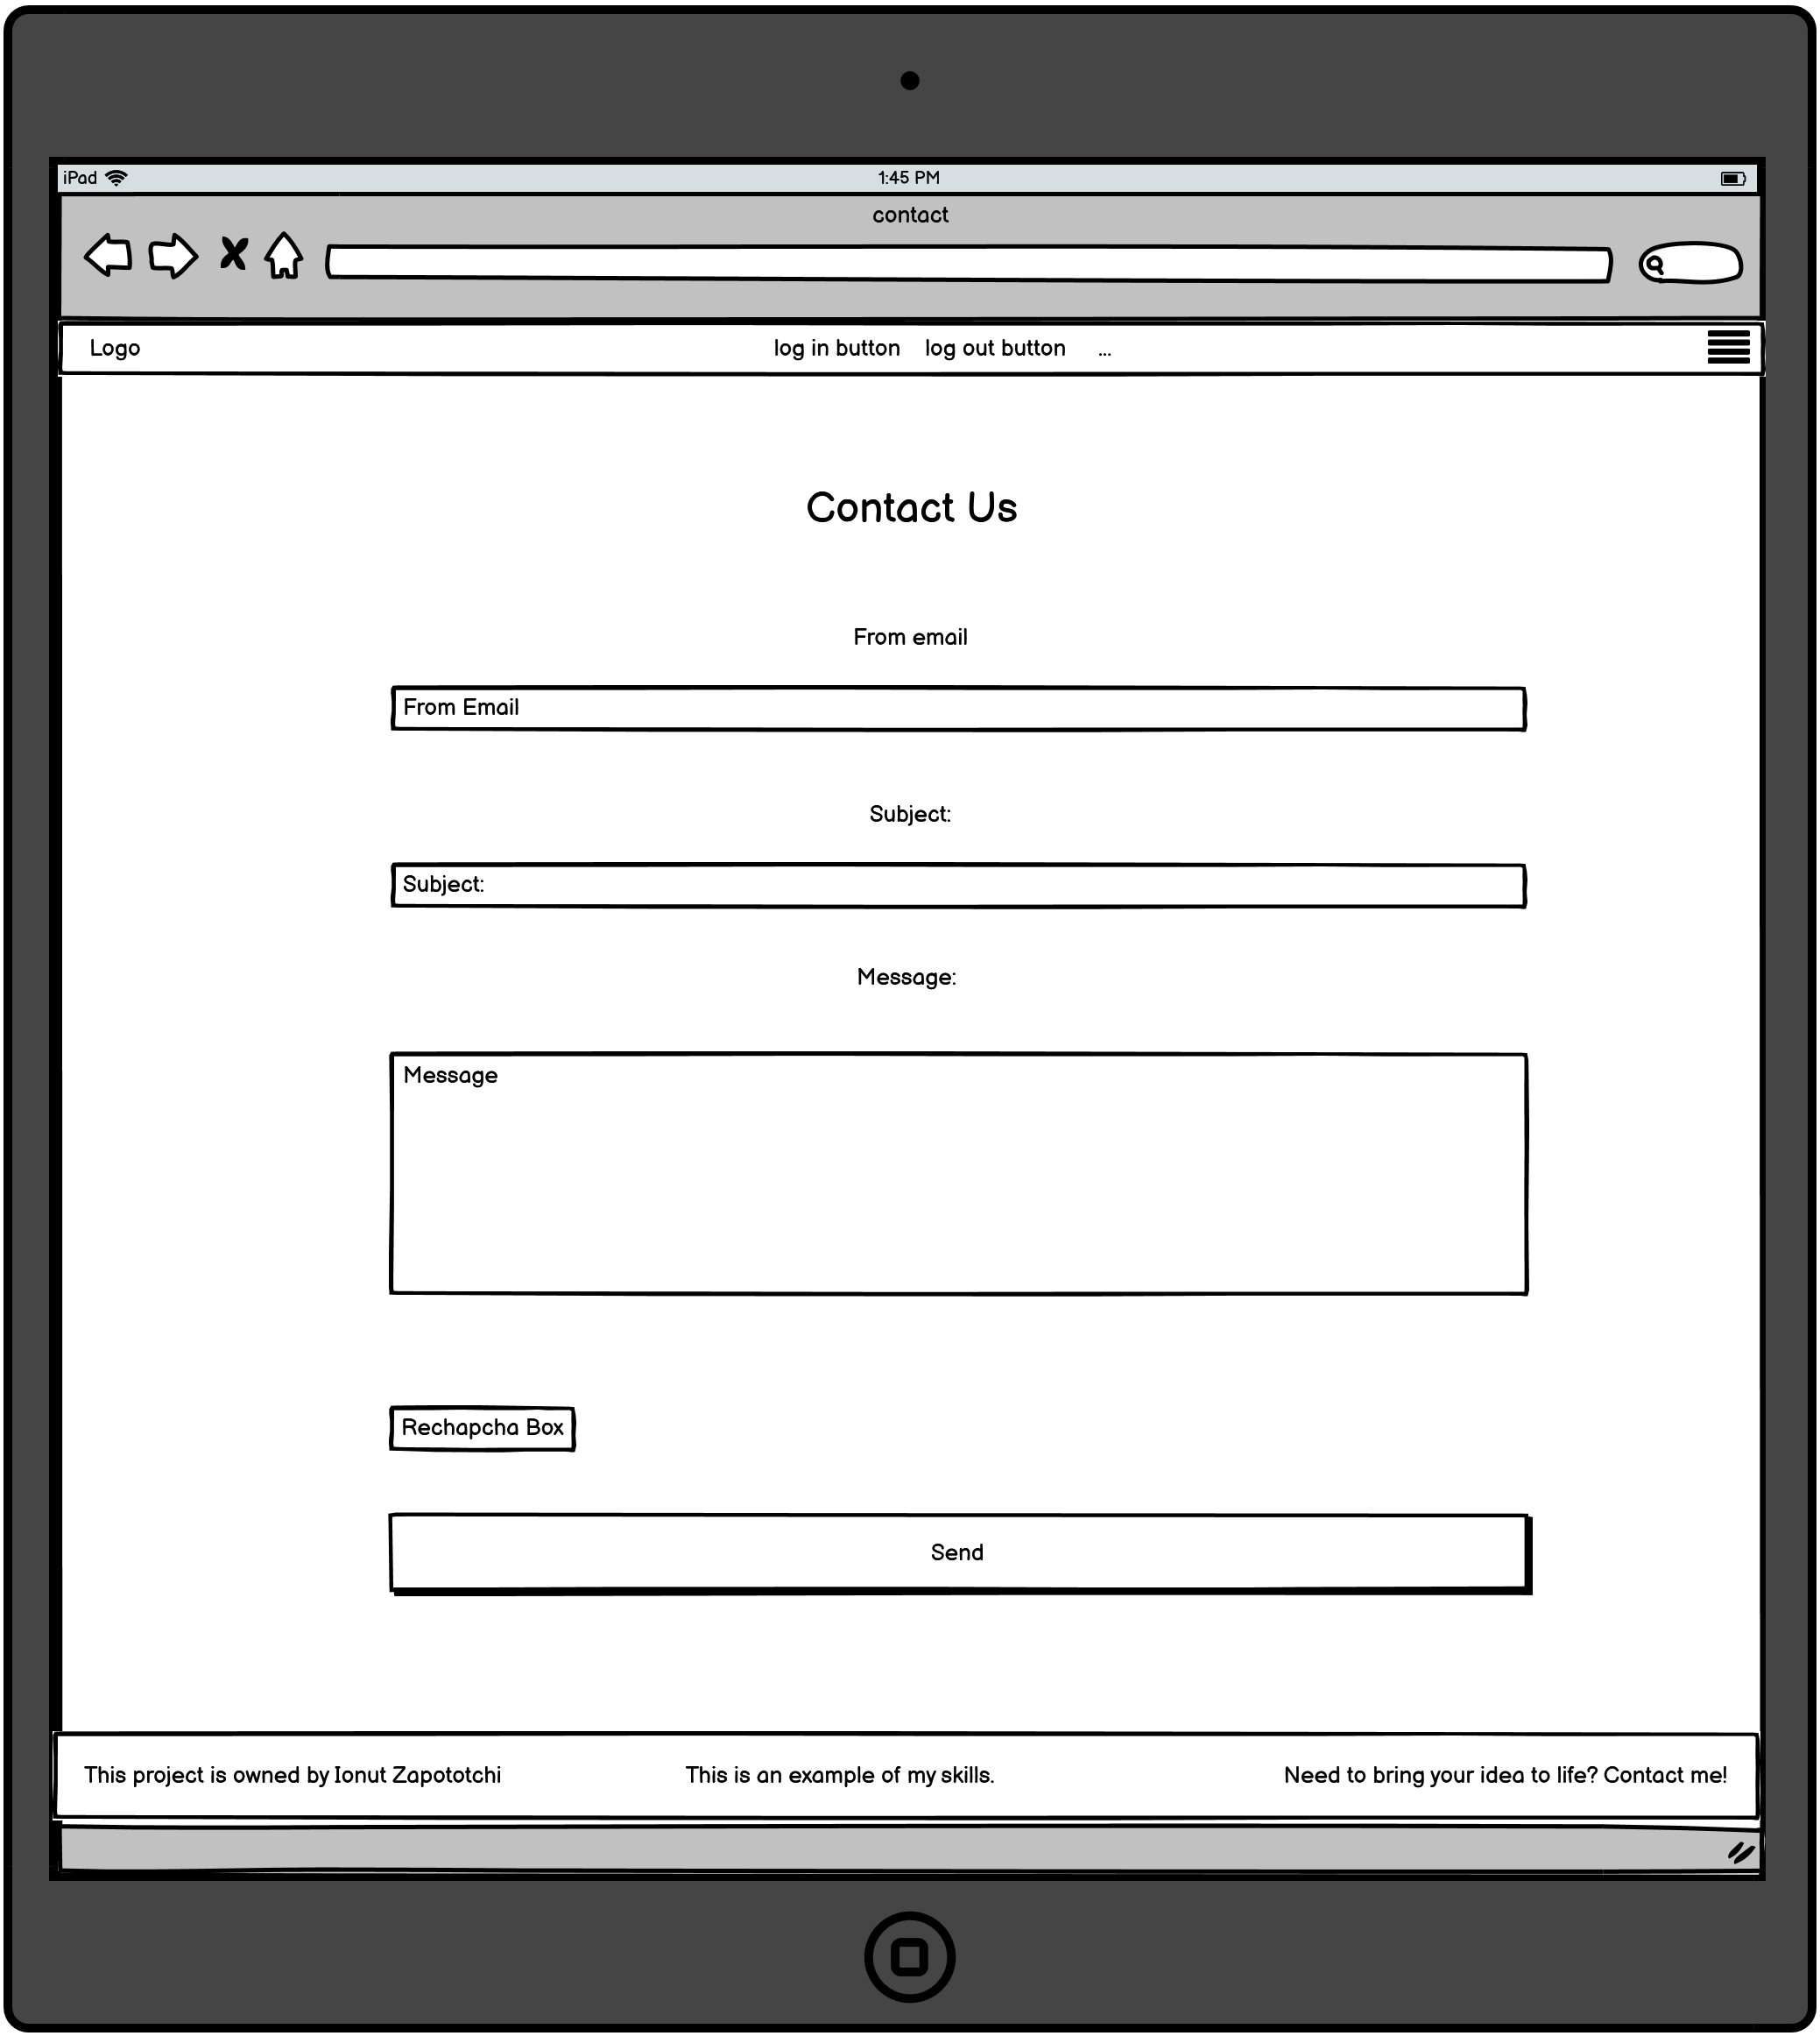 iPad
1:45 PM
contact
Logo
log in button log out button ...
Contact Us
From email
From Email
Subject:
Subject:
Message:
Message
Rechapcha Box
Send
This project is owned by Ionut Zapototchi
This is an example of my skills.
Need to bring your idea to life? Contact me!